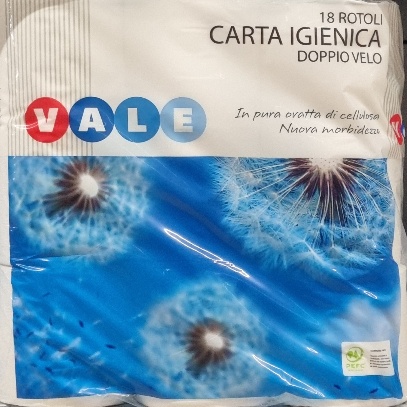 18 ROTOLI
CARTA IGIENICA
DOPPIO VELO
VALE
In pura ovatta di cellulosa
Nuova morbidezza
PEFC